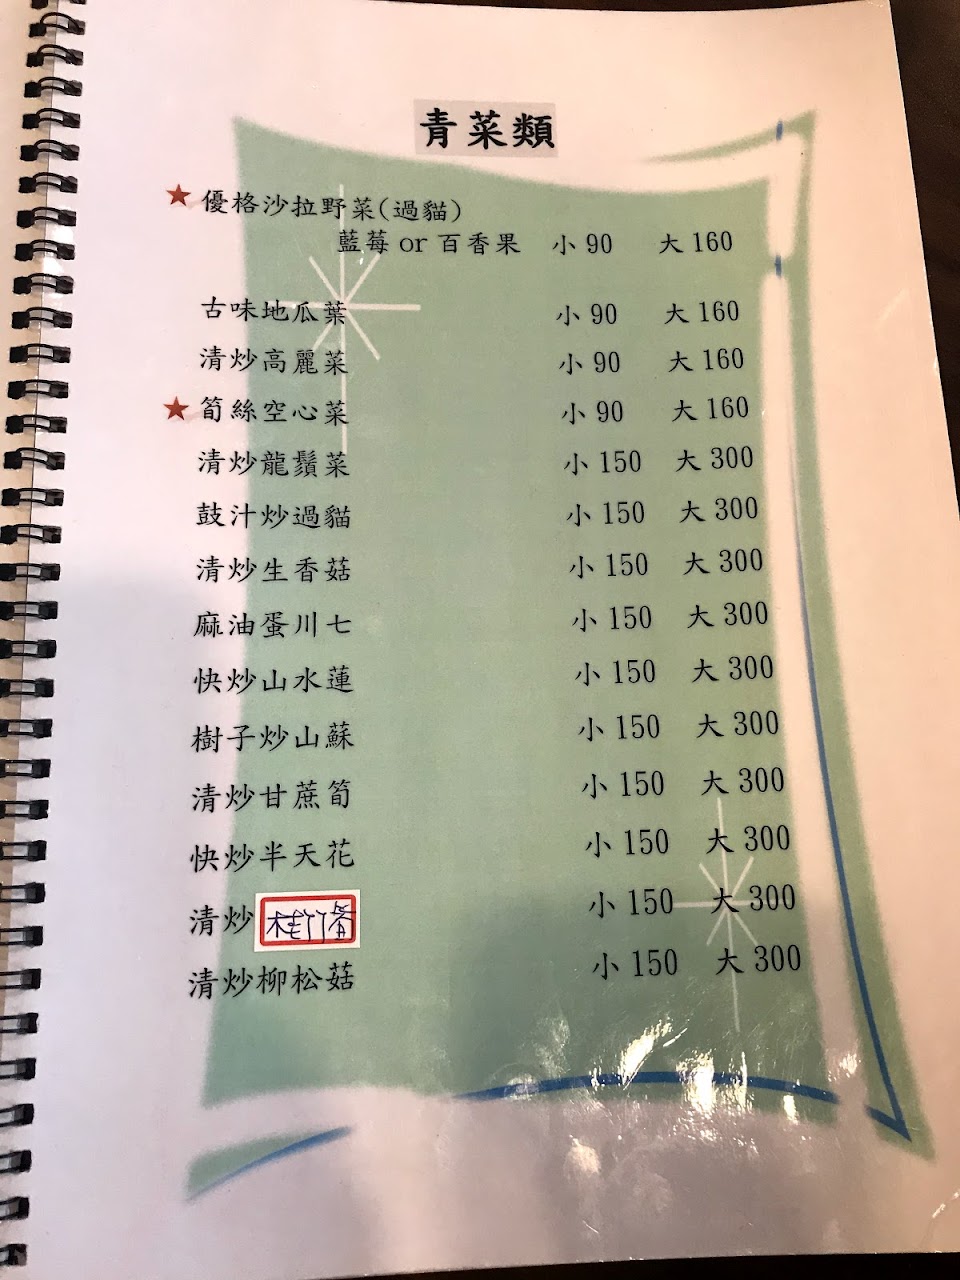 青菜類
★優格沙拉野菜(過貓)
藍莓 or 百香果 小 90 大 160
古味地瓜葉 小 90 大 160
清炒高麗菜 小 90 大 160
★筍絲空心菜 小 90 大 160
清炒龍鬚菜 小 150 大 300
鼓汁炒過貓 小 150 大 300
清炒生香菇 小 150 大 300
麻油蛋川七 小 150 大 300
快炒山水蓮 小 150 大 300
樹子炒山蘇 小 150 大 300
清炒甘蔗筍 小 150 大 300
快炒半天花 小 150 大 300
清炒桂竹筍 小 150 大 300
清炒柳松菇 小 150 大 300